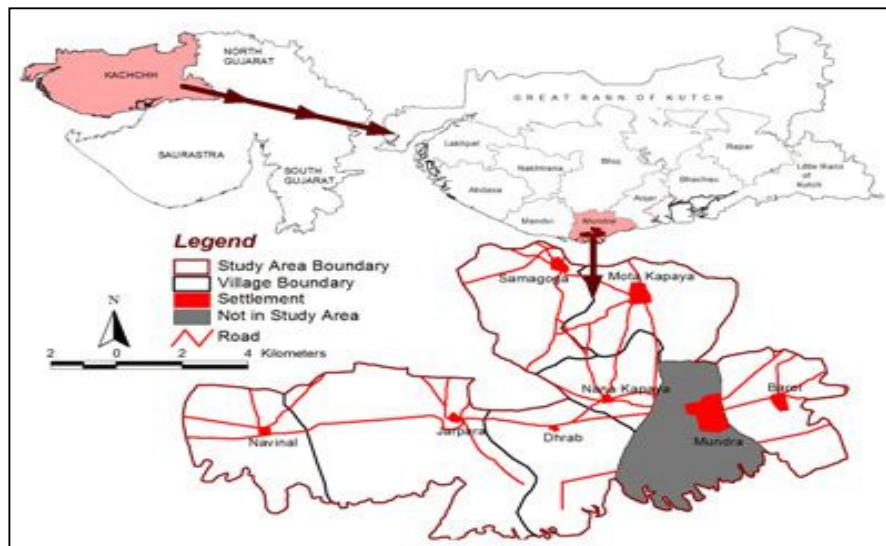 NORTH
GUJARAT
KACHCHH
SAURASTRA
SOUTH
GUJARAT
GREAT RANN OF KUTCH
Lakhpat
Nakhtrana
Bhuj
Rapar
Abdasa
Bhachau
Little Rann
of
Kutch
Anjar
Mandvi
Mundra
Legend
Study Area Boundary
Village Boundary
Settlement
Not in Study Area
Road
N
2 0 2 4 Kilometers
Samagoga
Mota Kapaya
Nana Kapaya
Baroi
Navinal
Jarpara
Dhrab
Mundra